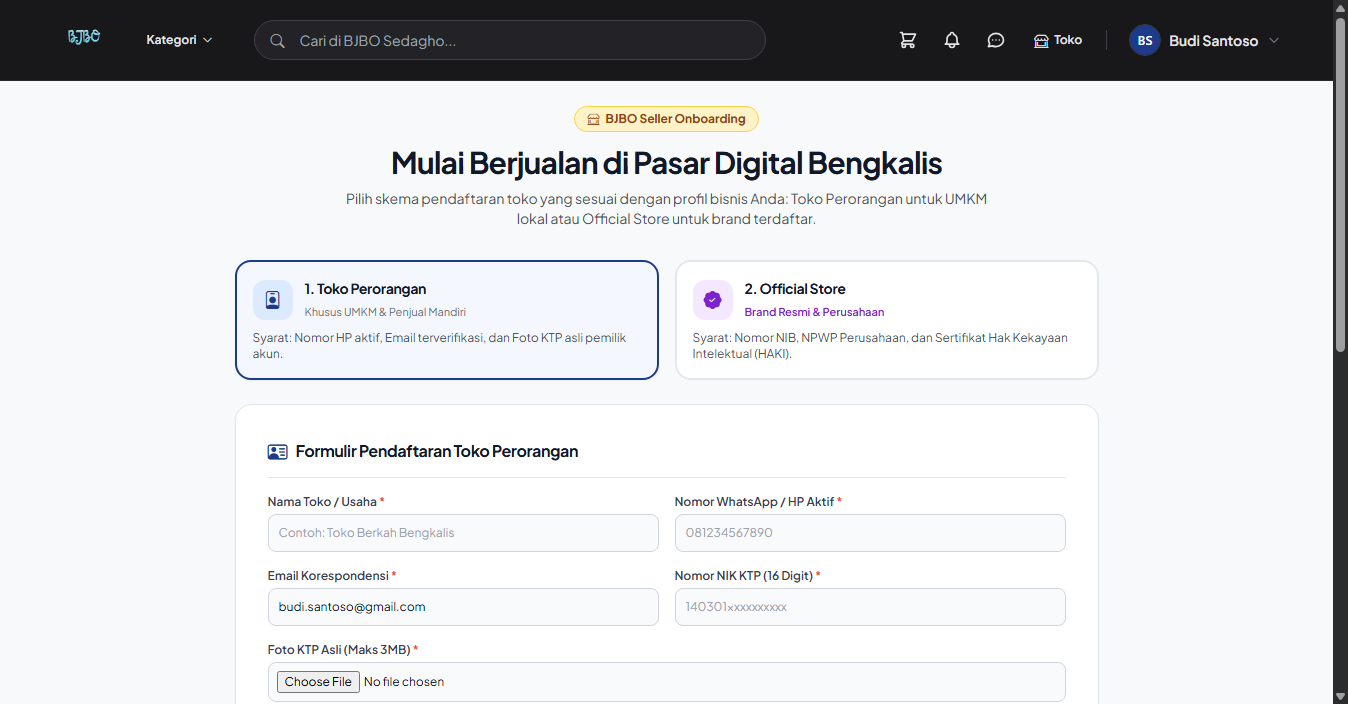 BJBO
Kategori
Cari di BJBO Sedagho...
Toko
BS
Budi Santoso
BJBO Seller Onboarding
Mulai Berjualan di Pasar Digital Bengkalis
Pilih skema pendaftaran toko yang sesuai dengan profil bisnis Anda: Toko Perorangan untuk UMKM
lokal atau Official Store untuk brand terdaftar.
1. Toko Perorangan
Khusus UMKM & Penjual Mandiri
Syarat: Nomor HP aktif, Email terverifikasi, dan Foto KTP asli pemilik
akun.
2. Official Store
Brand Resmi & Perusahaan
Syarat: Nomor NIB, NPWP Perusahaan, dan Sertifikat Hak Kekayaan
Intelektual (HAKI).
Formulir Pendaftaran Toko Perorangan
Nama Toko / Usaha *
Contoh: Toko Berkah Bengkalis
Nomor WhatsApp / HP Aktif *
081234567890
Email Korespondensi *
budi.santoso@gmail.com
Nomor NIK KTP (16 Digit) *
140301xxxxxxxxxx
Foto KTP Asli (Maks 3MB) *
Choose File No file chosen